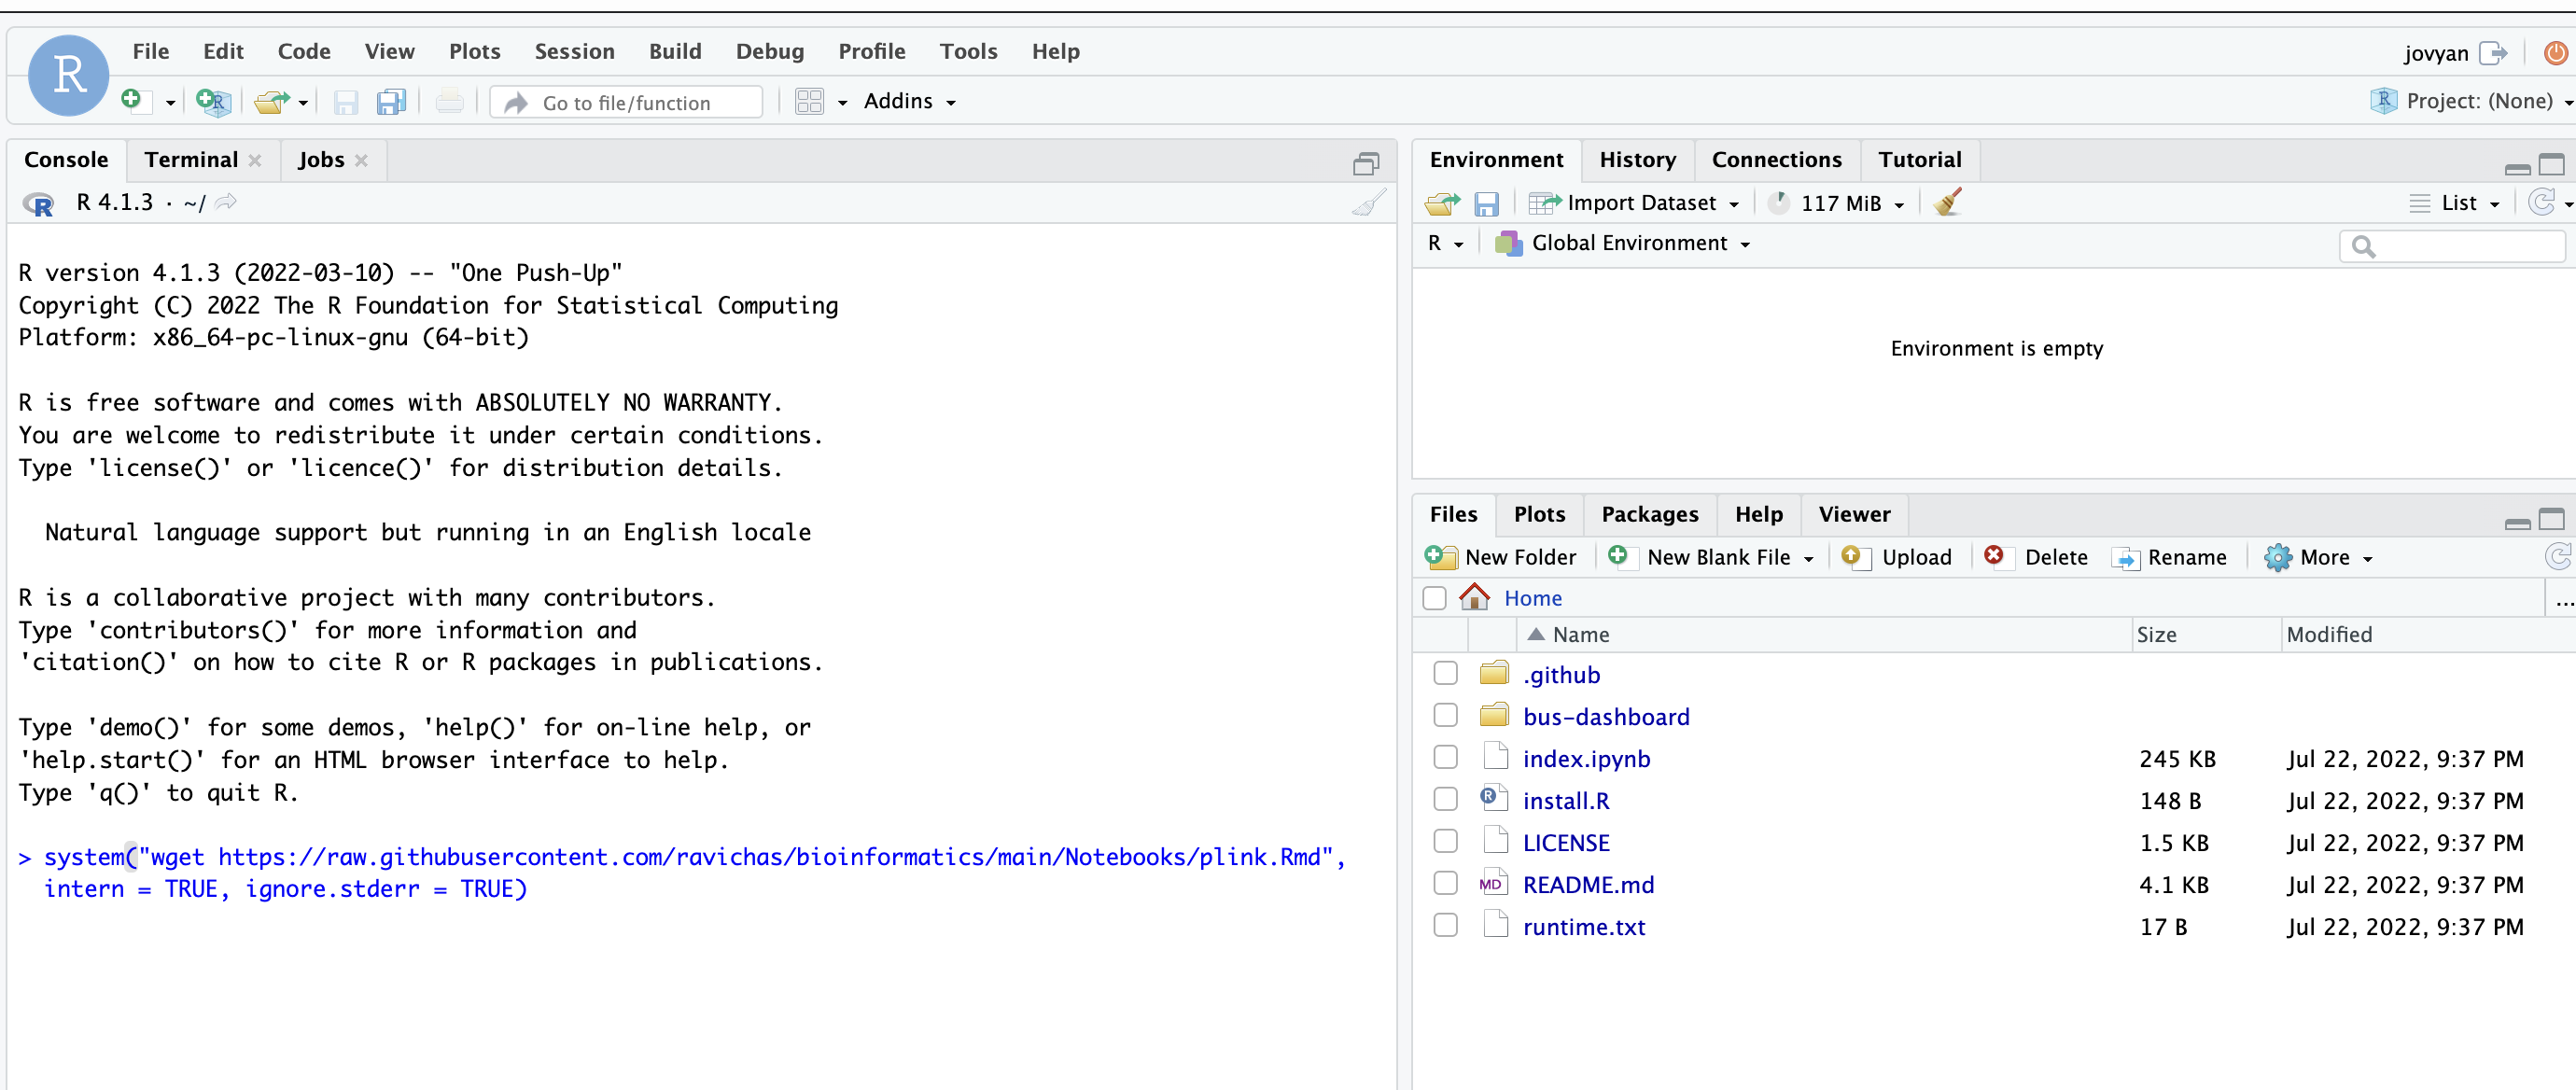 R
File Edit Code View Plots Session Build Debug Profile Tools Help
jovyan
Go to file/function
Addins
Project: (None)
Console Terminal Jobs
R 4.1.3 · ~/
R version 4.1.3 (2022-03-10) -- "One Push-Up"
Copyright (C) 2022 The R Foundation for Statistical Computing
Platform: x86_64-pc-linux-gnu (64-bit)
R is free software and comes with ABSOLUTELY NO WARRANTY.
You are welcome to redistribute it under certain conditions.
Type 'license()' or 'licence()' for distribution details.
Natural language support but running in an English locale
R is a collaborative project with many contributors.
Type 'contributors()' for more information and
'citation()' on how to cite R or R packages in publications.
Type 'demo()' for some demos, 'help()' for on-line help, or
'help.start()' for an HTML browser interface to help.
Type 'q()' to quit R.
> system("wget https://raw.githubusercontent.com/ravichas/bioinformatics/main/Notebooks/plink.Rmd",
intern = TRUE, ignore.stderr = TRUE)
Environment History Connections Tutorial
Import Dataset 117 MiB List
R Global Environment
Environment is empty
Files Plots Packages Help Viewer
New Folder New Blank File Upload Delete Rename More
Home ...
Name Size Modified
.github
bus-dashboard
index.ipynb 245 KB Jul 22, 2022, 9:37 PM
install.R 148 B Jul 22, 2022, 9:37 PM
LICENSE 1.5 KB Jul 22, 2022, 9:37 PM
README.md 4.1 KB Jul 22, 2022, 9:37 PM
runtime.txt 17 B Jul 22, 2022, 9:37 PM